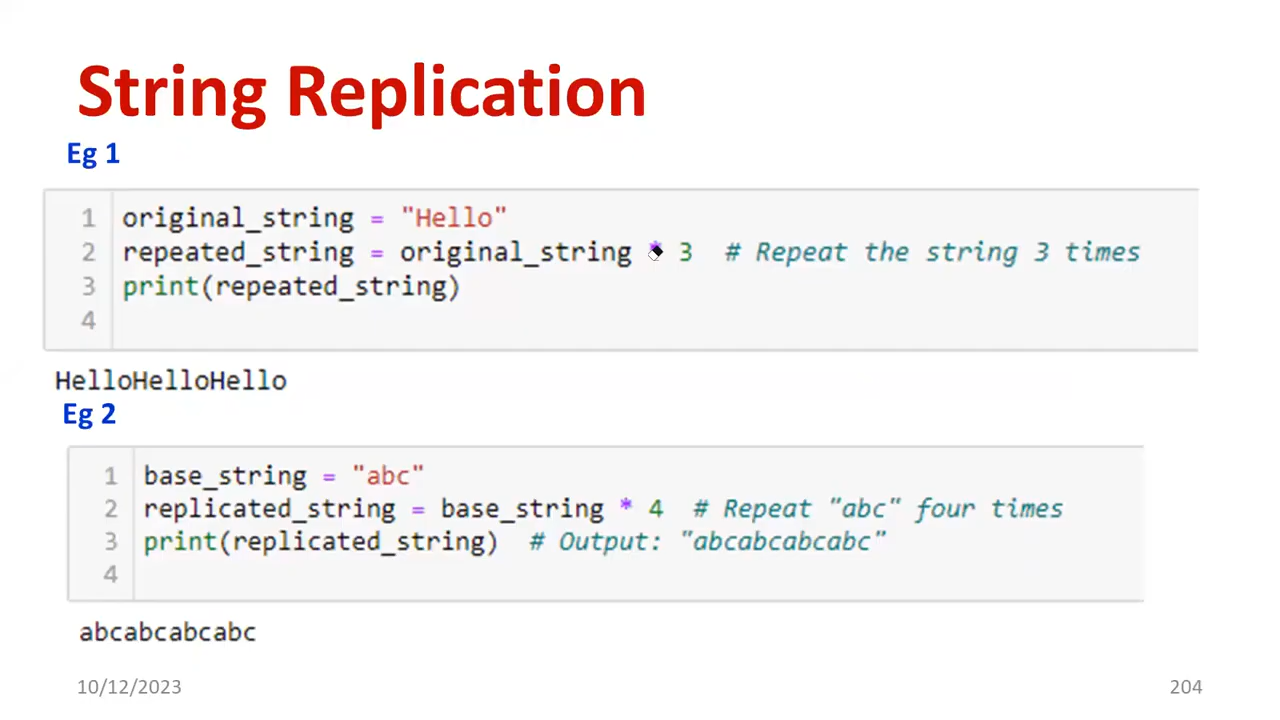 String Replication
Eg 1
1 original_string = "Hello"
2 repeated_string = original_string * 3  # Repeat the string 3 times
3 print(repeated_string)
4
HelloHelloHello
Eg 2
1 base_string = "abc"
2 replicated_string = base_string * 4  # Repeat "abc" four times
3 print(replicated_string)  # Output: "abcabcabcabc"
4
abcabcabcabc
10/12/2023 204